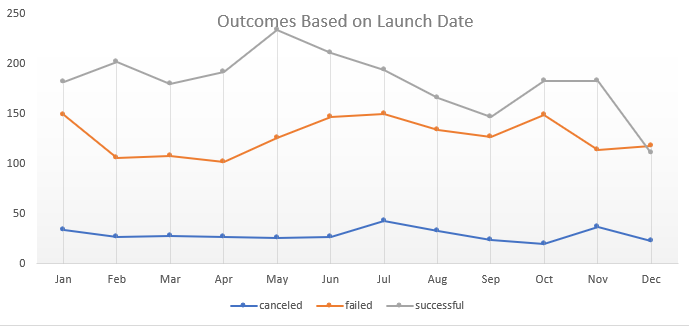 Outcomes Based on Launch Date
250
200
150
100
50
0
Jan Feb Mar Apr May Jun Jul Aug Sep Oct Nov Dec
canceled failed successful